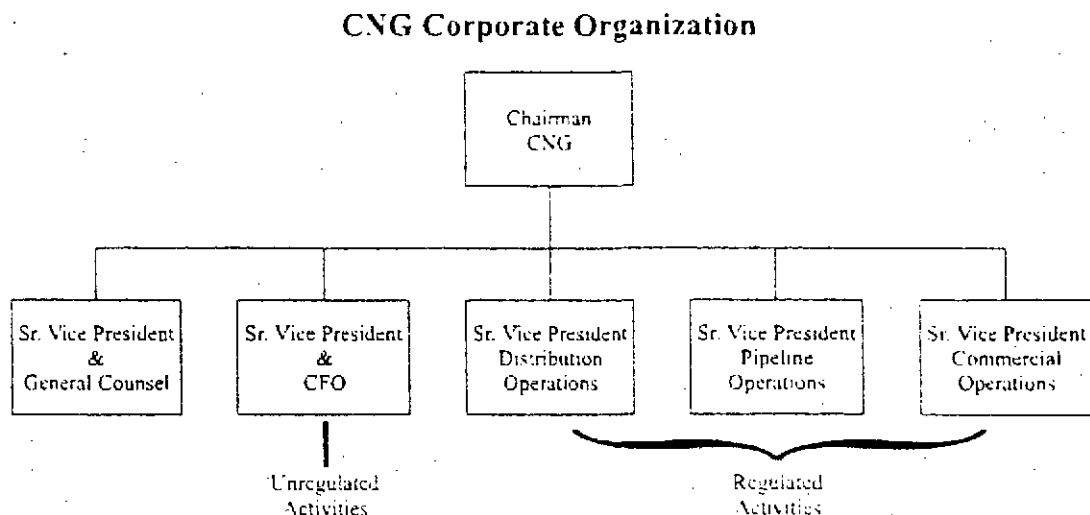 CNG Corporate Organization
Chairman
CNG
Sr. Vice President
&
General Counsel
Sr. Vice President
&
CFO
Sr. Vice President
Distribution
Operations
Sr. Vice President
Pipeline
Operations
Sr. Vice President
Commercial
Operations
Unregulated
Activities
Regulated
Activities